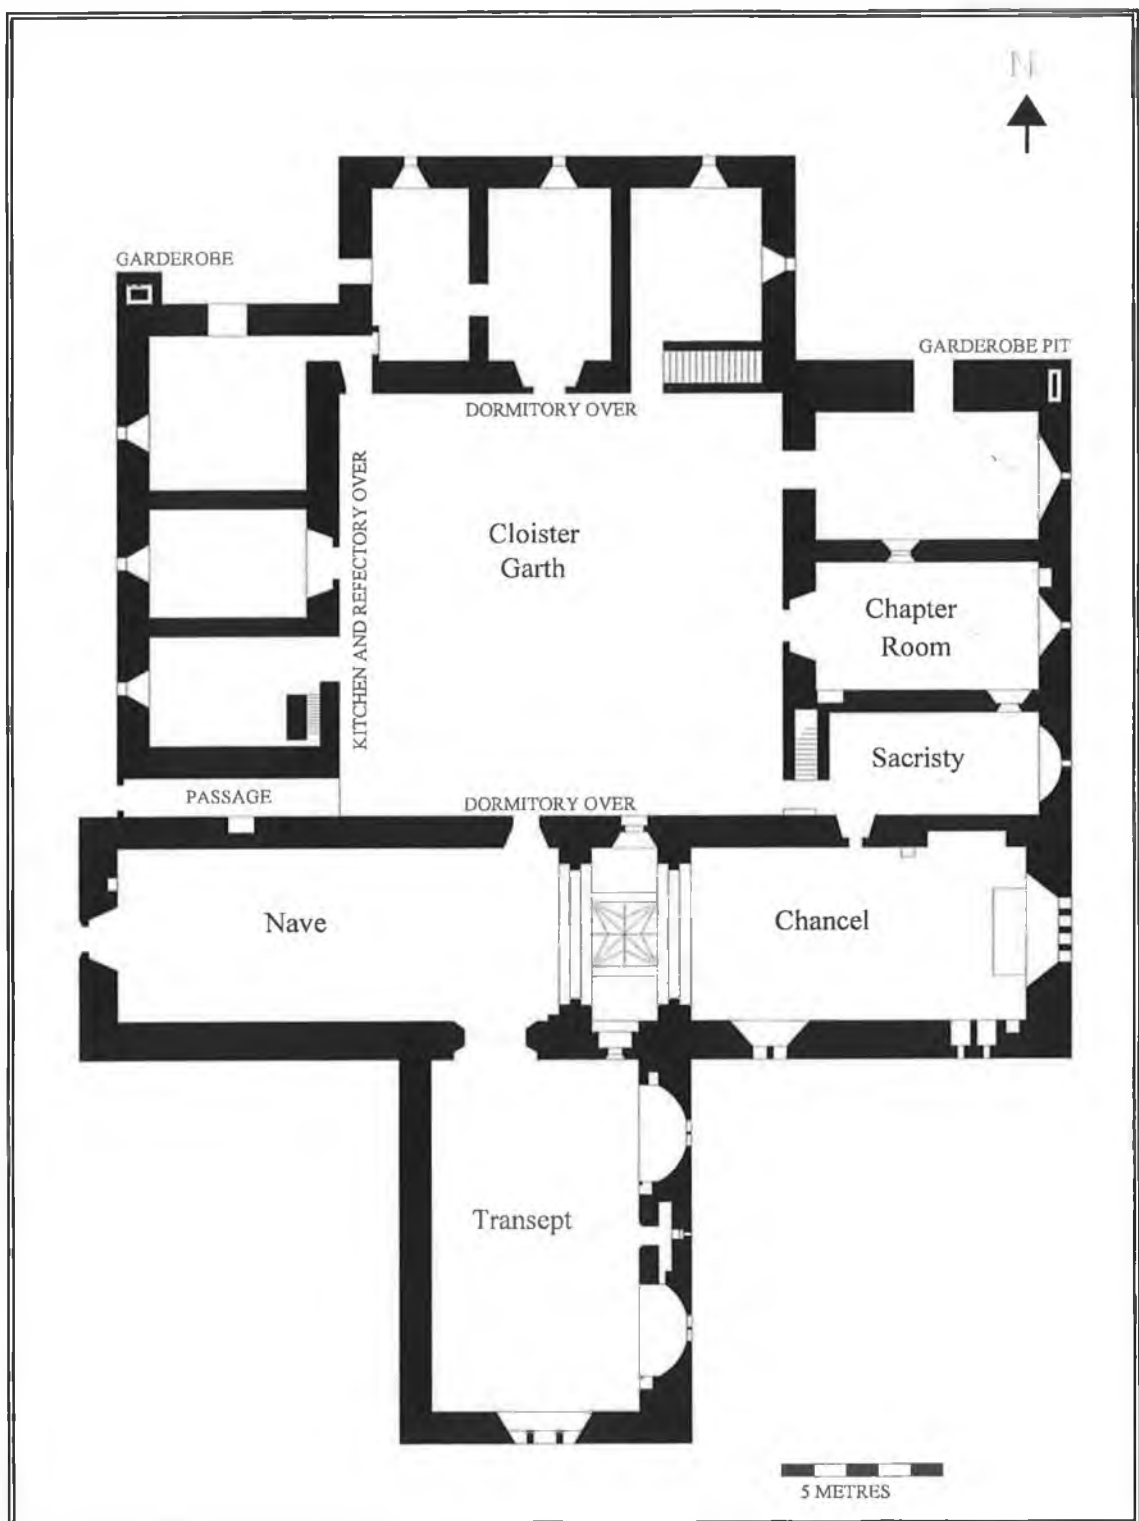 N
GARDEROBE
GARDEROBE PIT
DORMITORY OVER
KITCHEN AND REFECTORY OVER
Cloister
Garth
Chapter
Room
Sacristy
PASSAGE
DORMITORY OVER
Nave
Chancel
Transept
5 METRES